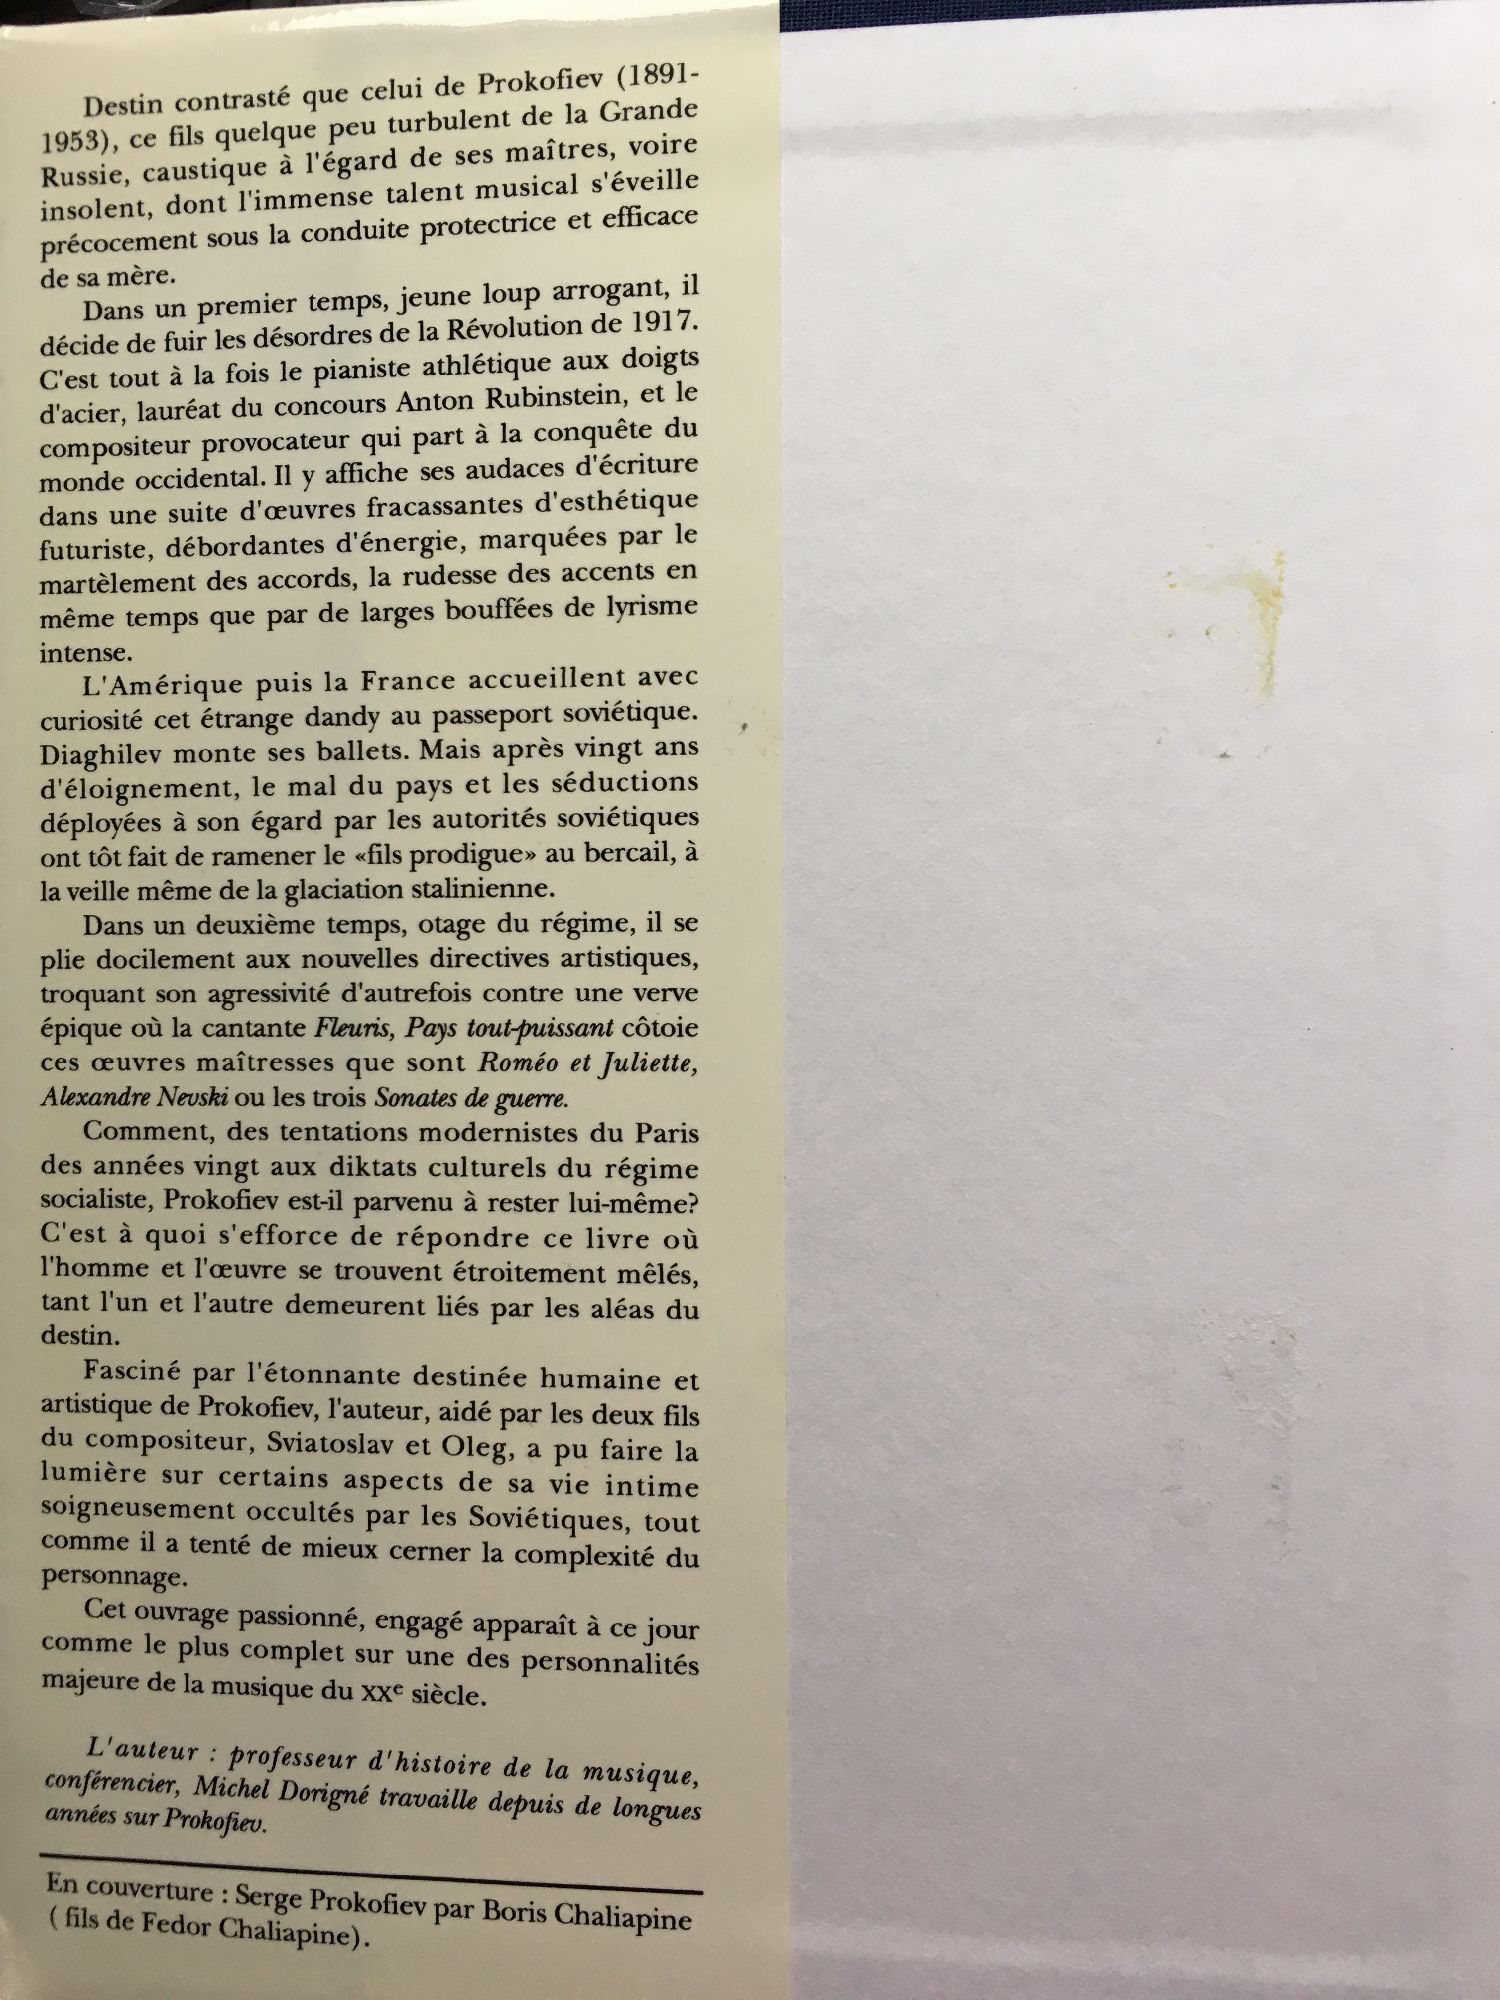 Destin contrasté que celui de Prokofiev (1891-
1953), ce fils quelque peu turbulent de la Grande
Russie, caustique à l'égard de ses maîtres, voire
insolent, dont l'immense talent musical s'éveille
précocement sous la conduite protectrice et efficace
de sa mère.
Dans un premier temps, jeune loup arrogant, il
décide de fuir les désordres de la Révolution de 1917.
C'est tout à la fois le pianiste athlétique aux doigts
d'acier, lauréat du concours Anton Rubinstein, et le
compositeur provocateur qui part à la conquête du
monde occidental. Il y affiche ses audaces d'écriture
dans une suite d'œuvres fracassantes d'esthétique
futuriste, débordantes d'énergie, marquées par le
martèlement des accords, la rudesse des accents en
même temps que par de larges bouffées de lyrisme
intense.
L'Amérique puis la France accueillent avec
curiosité cet étrange dandy au passeport soviétique.
Diaghilev monte ses ballets. Mais après vingt ans
d'éloignement, le mal du pays et les séductions
déployées à son égard par les autorités soviétiques
ont tôt fait de ramener le «fils prodigue» au bercail, à
la veille même de la glaciation stalinienne.
Dans un deuxième temps, otage du régime, il se
plie docilement aux nouvelles directives artistiques,
troquant son agressivité d'autrefois contre une verve
épique où la cantante Fleuris, Pays tout-puissant côtoie
ces œuvres maîtresses que sont Roméo et Juliette,
Alexandre Nevski ou les trois Sonates de guerre.
Comment, des tentations modernistes du Paris
des années vingt aux diktats culturels du régime
socialiste, Prokofiev est-il parvenu à rester lui-même?
C'est à quoi s'efforce de répondre ce livre où
l'homme et l'œuvre se trouvent étroitement mêlés,
tant l'un et l'autre demeurent liés par les aléas du
destin.
Fasciné par l'étonnante destinée humaine et
artistique de Prokofiev, l'auteur, aidé par les deux fils
du compositeur, Sviatoslav et Oleg, a pu faire la
lumière sur certains aspects de sa vie intime
soigneusement occultés par les Soviétiques, tout
comme il a tenté de mieux cerner la complexité du
personnage.
Cet ouvrage passionné, engagé apparaît à ce jour
comme le plus complet sur une des personnalités
majeure de la musique du XXe siècle.
L'auteur : professeur d'histoire de la musique,
conférencier, Michel Dorigné travaille depuis de longues
années sur Prokofiev.
En couverture : Serge Prokofiev par Boris Chaliapine
( fils de Fedor Chaliapine).